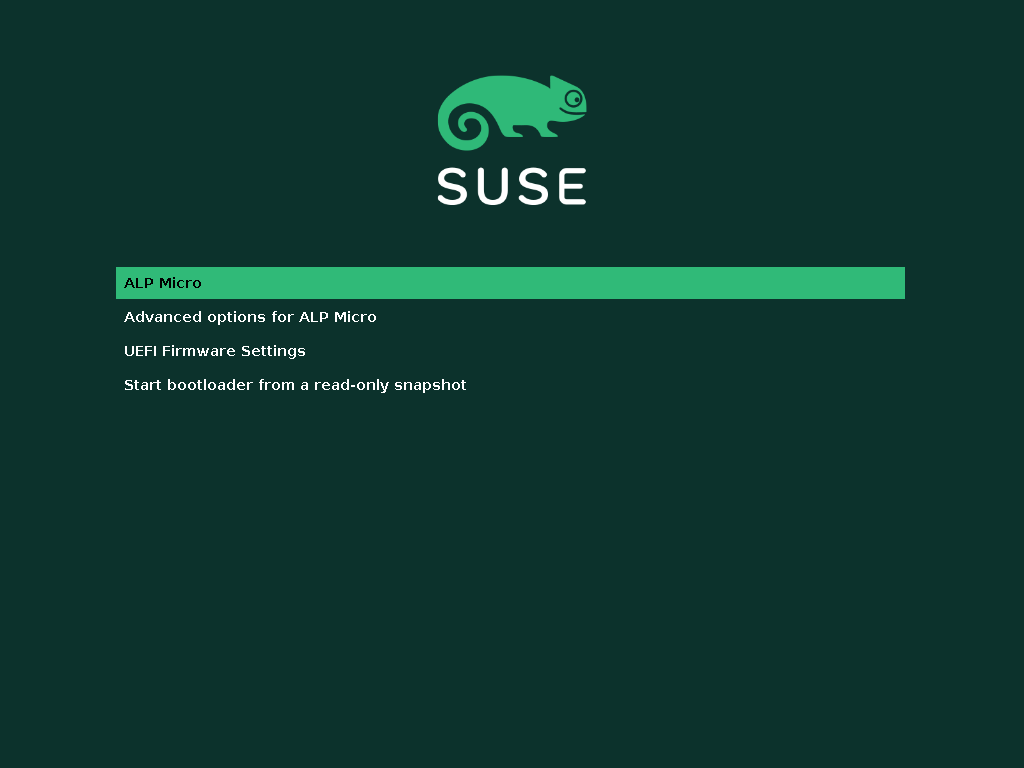 SUSE
ALP Micro
Advanced options for ALP Micro
UEFI Firmware Settings
Start bootloader from a read-only snapshot